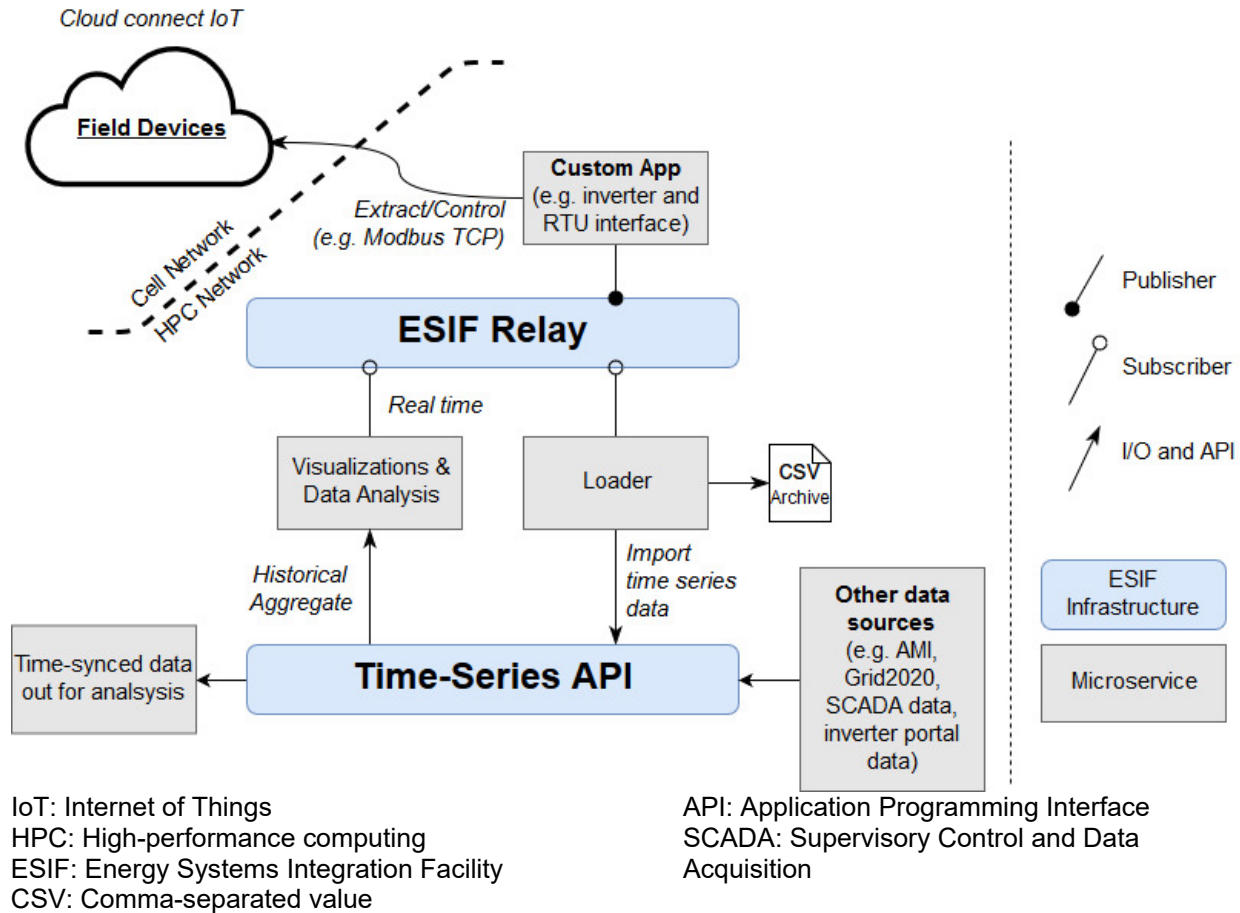 Cloud connect IoT
Field Devices
Custom App
(e.g. inverter and
RTU interface)
Extract/Control
(e.g. Modbus TCP)
Cell Network
HPC Network
ESIF Relay
Real time
Visualizations &
Data Analysis
Loader
CSV
Archive
Historical
Aggregate
Import
time series
data
Time-synced data
out for analsysis
Time-Series API
Other data
sources
(e.g. AMI,
Grid2020,
SCADA data,
inverter portal
data)
Publisher
Subscriber
I/O and API
ESIF
Infrastructure
Microservice
IoT: Internet of Things
HPC: High-performance computing
ESIF: Energy Systems Integration Facility
CSV: Comma-separated value
API: Application Programming Interface
SCADA: Supervisory Control and Data
Acquisition